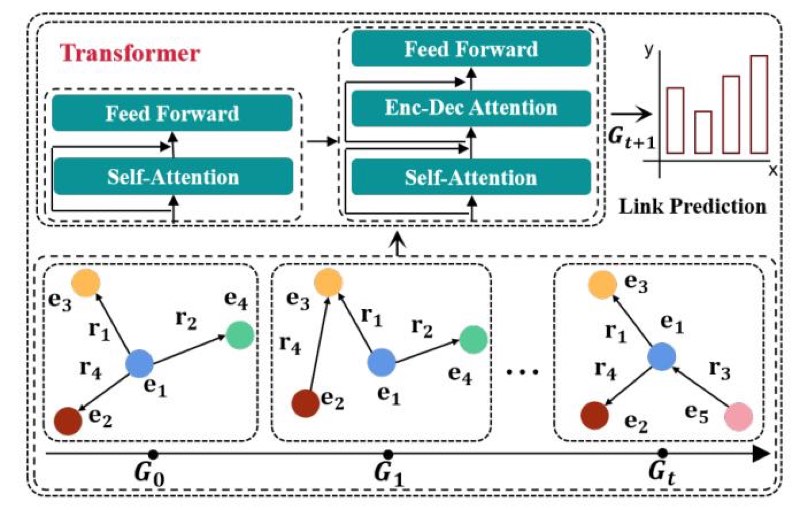 Transformer
Feed Forward
Self-Attention
Feed Forward
Enc-Dec Attention
Self-Attention
y
x
G_{t+1}
Link Prediction
e_3
r_1
r_2
e_4
r_4
e_1
e_2
e_3
r_1
r_2
r_4
e_2
e_1
e_4
...
e_3
r_1
e_1
r_4
r_3
e_2
e_5
G_0
G_1
G_t